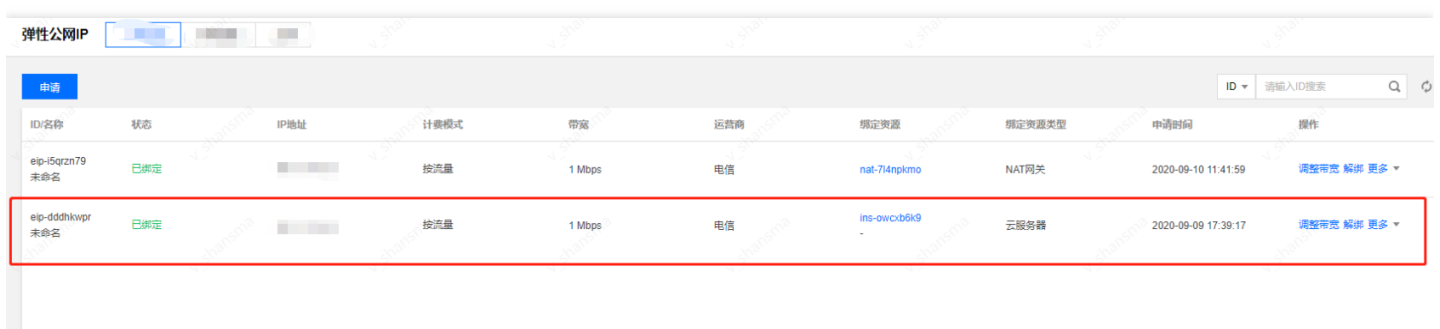 弹性公网IP
申请
ID
请输入ID搜索
ID/名称 状态 IP地址 计费模式 带宽 运营商 绑定资源 绑定资源类型 申请时间 操作
eip-i5qrzn79
未命名
已绑定 按流量 1 Mbps 电信 nat-7l4npkmo NAT网关 2020-09-10 11:41:59 调整带宽 解绑 更多
eip-dddhkwpr
未命名
已绑定 按流量 1 Mbps 电信 ins-owcxb6k9 云服务器 2020-09-09 17:39:17 调整带宽 解绑 更多
-
v_shansma